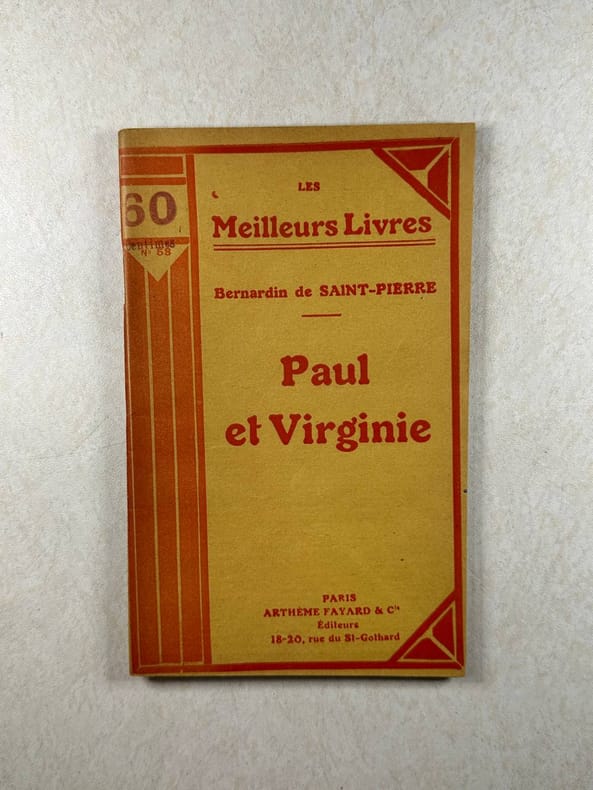 LES
Meilleurs Livres
60
Centimes
N° 58
Bernardin de SAINT-PIERRE
Paul
et Virginie
PARIS
ARTHÈME FAYARD & Cie
Éditeurs
18-20, rue du St-Gothard